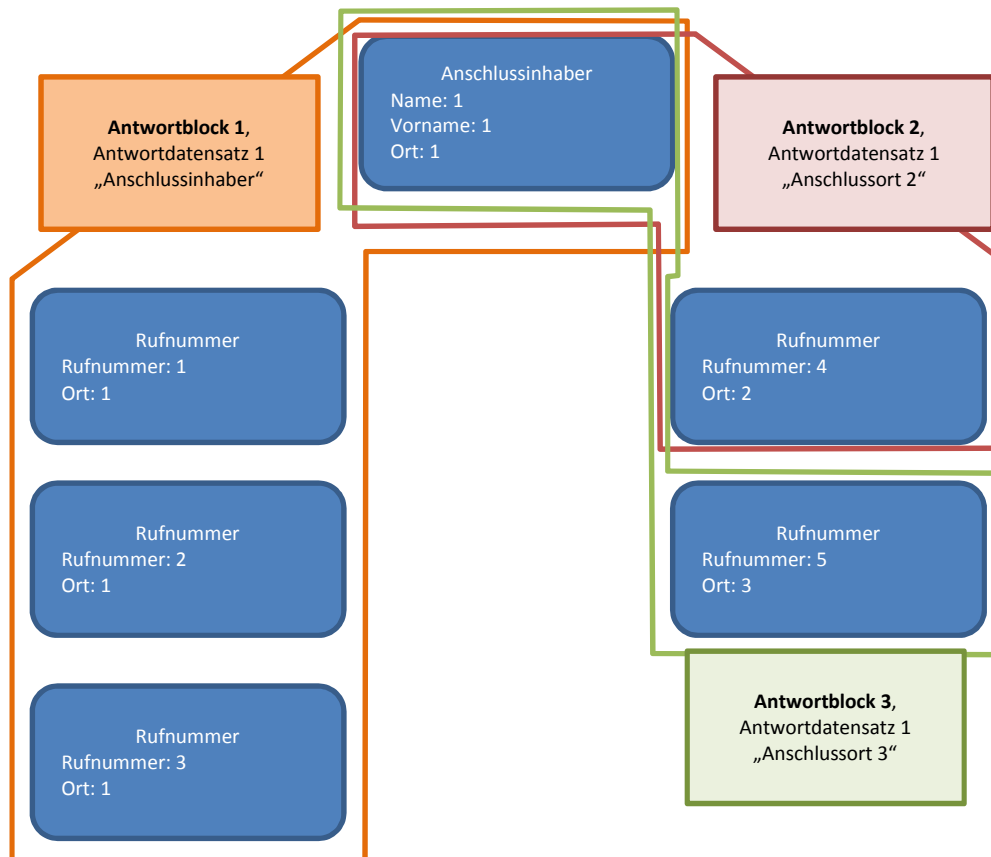 Anschlussinhaber
Name: 1
Vorname: 1
Ort: 1
Antwortblock 1,
Antwortdatensatz 1
„Anschlussinhaber“
Antwortblock 2,
Antwortdatensatz 1
„Anschlussort 2“
Rufnummer
Rufnummer: 1
Ort: 1
Rufnummer
Rufnummer: 4
Ort: 2
Rufnummer
Rufnummer: 2
Ort: 1
Rufnummer
Rufnummer: 5
Ort: 3
Rufnummer
Rufnummer: 3
Ort: 1
Antwortblock 3,
Antwortdatensatz 1
„Anschlussort 3“